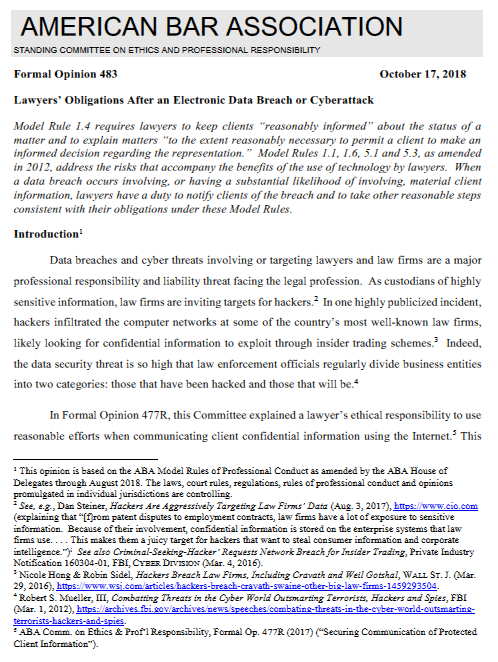 AMERICAN BAR ASSOCIATION
STANDING COMMITTEE ON ETHICS AND PROFESSIONAL RESPONSIBILITY
Formal Opinion 483 October 17, 2018
Lawyers' Obligations After an Electronic Data Breach or Cyberattack
Model Rule 1.4 requires lawyers to keep clients "reasonably informed" about the status of a
matter and to explain matters "to the extent reasonably necessary to permit a client to make an
informed decision regarding the representation." Model Rules 1.1, 1.6, 5.1 and 5.3, as amended
in 2012, address the risks that accompany the benefits of the use of technology by lawyers. When
a data breach occurs involving, or having a substantial likelihood of involving, material client
information, lawyers have a duty to notify clients of the breach and to take other reasonable steps
consistent with their obligations under these Model Rules.
Introduction¹
Data breaches and cyber threats involving or targeting lawyers and law firms are a major
professional responsibility and liability threat facing the legal profession. As custodians of highly
sensitive information, law firms are inviting targets for hackers.² In one highly publicized incident,
hackers infiltrated the computer networks at some of the country's most well-known law firms,
likely looking for confidential information to exploit through insider trading schemes.³ Indeed,
the data security threat is so high that law enforcement officials regularly divide business entities
into two categories: those that have been hacked and those that will be.⁴
In Formal Opinion 477R, this Committee explained a lawyer's ethical responsibility to use
reasonable efforts when communicating client confidential information using the Internet.⁵ This
¹ This opinion is based on the ABA Model Rules of Professional Conduct as amended by the ABA House of
Delegates through August 2018. The laws, court rules, regulations, rules of professional conduct and opinions
promulgated in individual jurisdictions are controlling.
² See, e.g., Dan Steiner, Hackers Are Aggressively Targeting Law Firms' Data (Aug. 3, 2017), https://www.cio.com
(explaining that "[f]rom patent disputes to employment contracts, law firms have a lot of exposure to sensitive
information. Because of their involvement, confidential information is stored on the enterprise systems that law
firms use. . . . This makes them a juicy target for hackers that want to steal consumer information and corporate
intelligence.") See also Criminal-Seeking-Hacker' Requests Network Breach for Insider Trading, Private Industry
Notification 160304-01, FBI, CYBER DIVISION (Mar. 4, 2016).
³ Nicole Hong & Robin Sidel, Hackers Breach Law Firms, Including Cravath and Weil Gotshal, WALL ST. J. (Mar.
29, 2016), https://www.wsj.com/articles/hackers-breach-cravath-swaine-other-big-law-firms-1459293504.
⁴ Robert S. Mueller, III, Combatting Threats in the Cyber World Outsmarting Terrorists, Hackers and Spies, FBI
(Mar. 1, 2012), https://archives.fbi.gov/archives/news/speeches/combating-threats-in-the-cyber-world-outsmarting-
terrorists-hackers-and-spies.
⁵ ABA Comm. on Ethics & Prof'l Responsibility, Formal Op. 477R (2017) ("Securing Communication of Protected
Client Information").